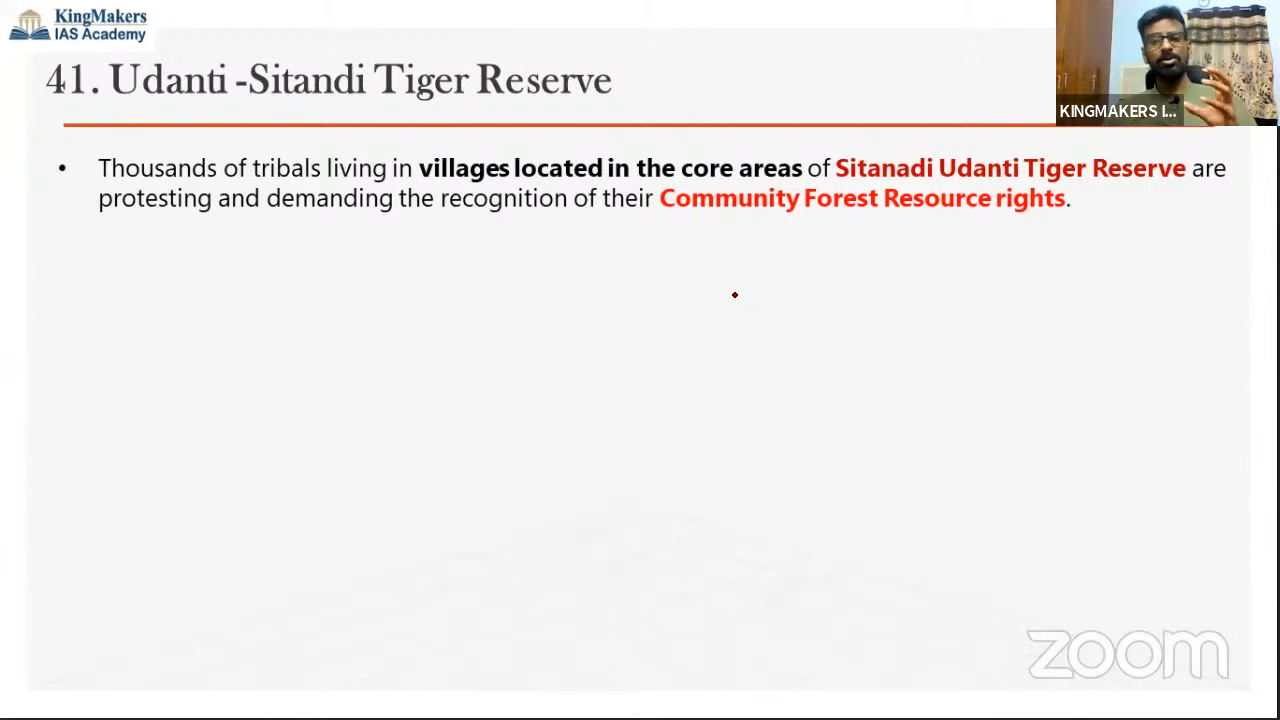 KingMakers
IAS Academy
41. Udanti -Sitandi Tiger Reserve
KINGMAKERS I...
• Thousands of tribals living in villages located in the core areas of Sitanadi Udanti Tiger Reserve are
protesting and demanding the recognition of their Community Forest Resource rights.
zoom